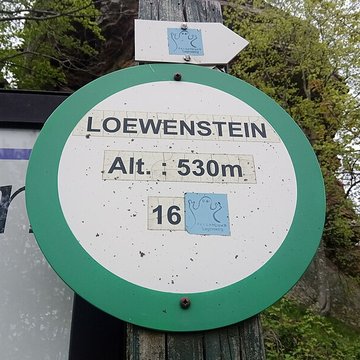 LOEWENSTEIN
Alt. : 530m
16